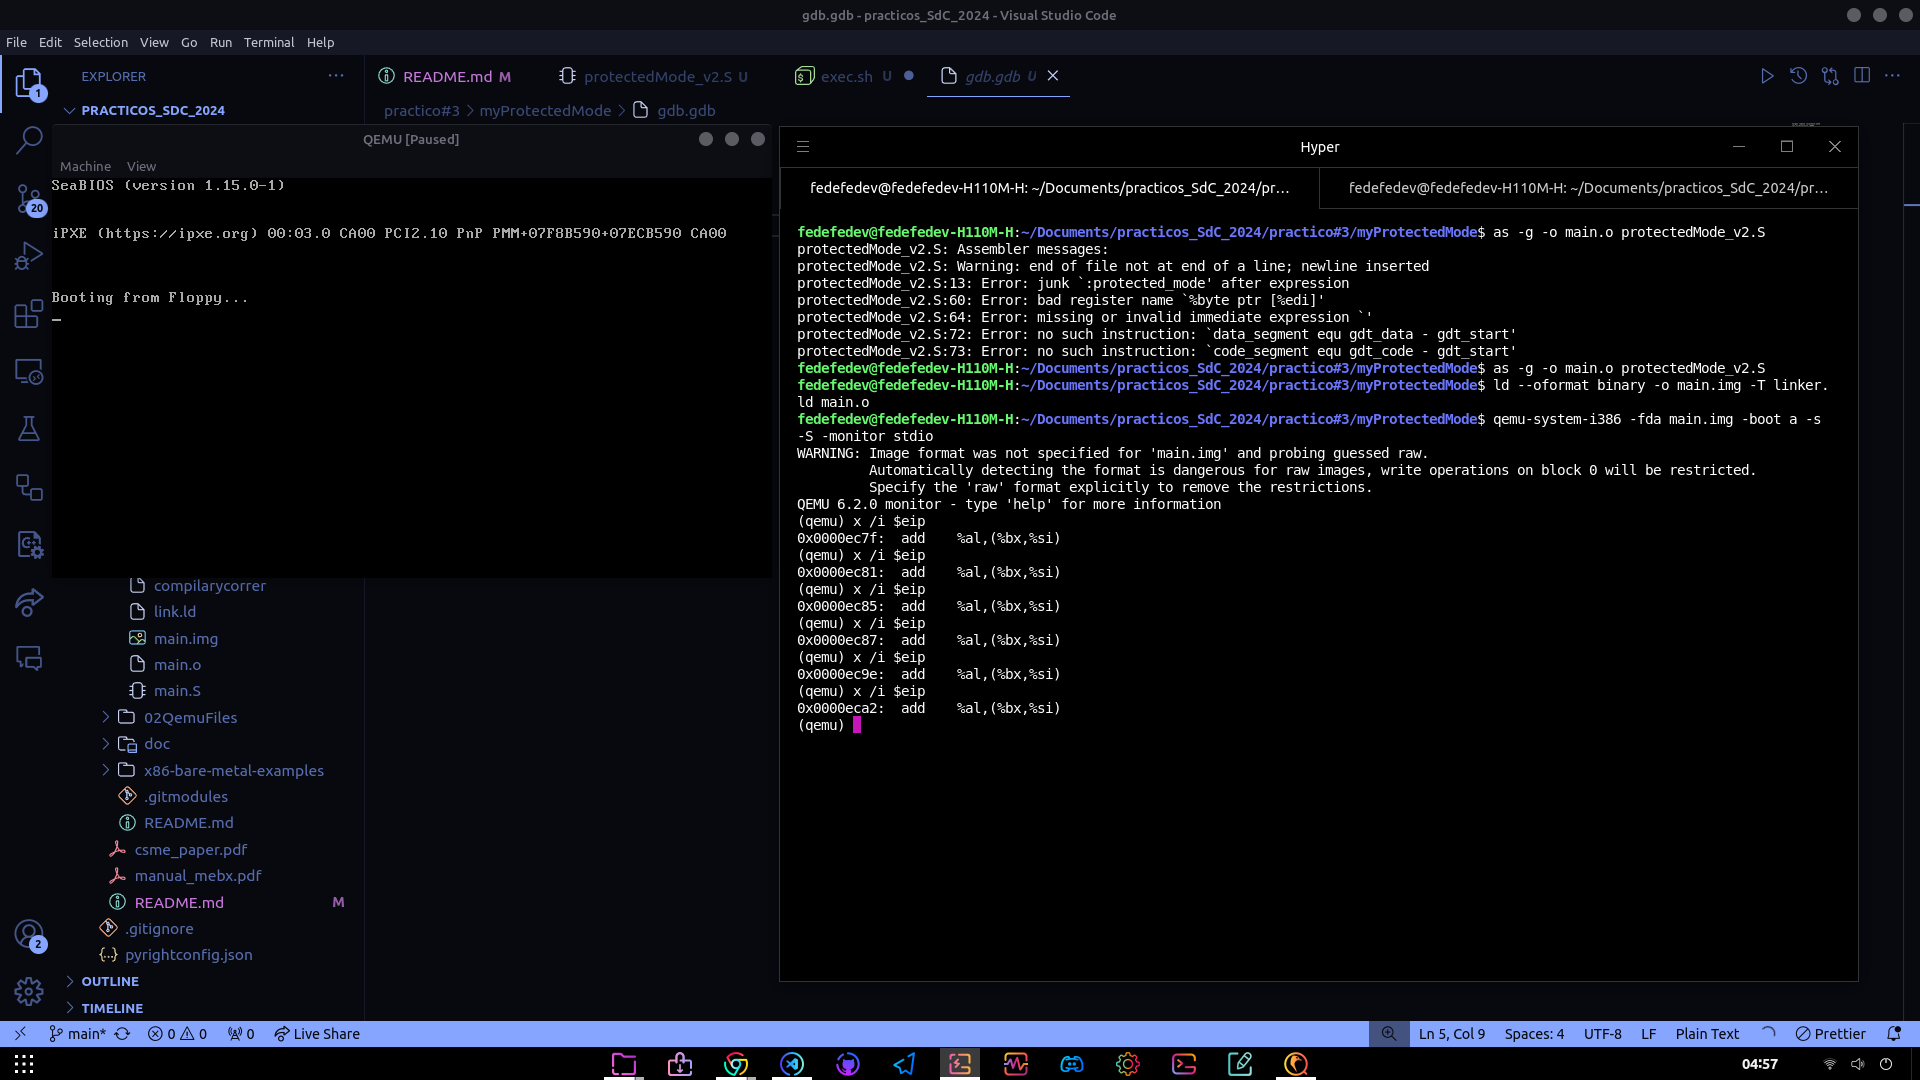 gdb.gdb - practicos_SdC_2024 - Visual Studio Code
File Edit Selection View Go Run Terminal Help
EXPLORER
README.md M
protectedMode_v2.S U
exec.sh U
gdb.gdb U
1
PRACTICOS_SDC_2024
practico#3 > myProtectedMode > gdb.gdb
QEMU [Paused]
Machine View
SeaBIOS (version 1.15.0-1)
iPXE (https://ipxe.org) 00:03.0 CA00 PCI2.10 PnP PMM+07F8B590+07ECB590 CA00
Booting from Floppy...
Hyper
fedefedev@fedefedev-H110M-H: ~/Documents/practicos_SdC_2024/pr...
fedefedev@fedefedev-H110M-H: ~/Documents/practicos_SdC_2024/pr...
fedefedev@fedefedev-H110M-H:~/Documents/practicos_SdC_2024/practico#3/myProtectedMode$ as -g -o main.o protectedMode_v2.S
protectedMode_v2.S: Assembler messages:
protectedMode_v2.S: Warning: end of file not at end of a line; newline inserted
protectedMode_v2.S:13: Error: junk `:protected_mode' after expression
protectedMode_v2.S:60: Error: bad register name `%byte ptr [%edi]'
protectedMode_v2.S:64: Error: missing or invalid immediate expression `'
protectedMode_v2.S:72: Error: no such instruction: `data_segment equ gdt_data - gdt_start'
protectedMode_v2.S:73: Error: no such instruction: `code_segment equ gdt_code - gdt_start'
fedefedev@fedefedev-H110M-H:~/Documents/practicos_SdC_2024/practico#3/myProtectedMode$ as -g -o main.o protectedMode_v2.S
fedefedev@fedefedev-H110M-H:~/Documents/practicos_SdC_2024/practico#3/myProtectedMode$ ld --oformat binary -o main.img -T linker.
ld main.o
fedefedev@fedefedev-H110M-H:~/Documents/practicos_SdC_2024/practico#3/myProtectedMode$ qemu-system-i386 -fda main.img -boot a -s
-S -monitor stdio
WARNING: Image format was not specified for 'main.img' and probing guessed raw.
Automatically detecting the format is dangerous for raw images, write operations on block 0 will be restricted.
Specify the 'raw' format explicitly to remove the restrictions.
QEMU 6.2.0 monitor - type 'help' for more information
(qemu) x /i $eip
0x0000ec7f: add %al,(%bx,%si)
(qemu) x /i $eip
0x0000ec81: add %al,(%bx,%si)
(qemu) x /i $eip
0x0000ec85: add %al,(%bx,%si)
(qemu) x /i $eip
0x0000ec87: add %al,(%bx,%si)
(qemu) x /i $eip
0x0000ec9e: add %al,(%bx,%si)
(qemu) x /i $eip
0x0000eca2: add %al,(%bx,%si)
(qemu)
20
compilarycorrer
link.ld
main.img
main.o
main.S
02QemuFiles
doc
x86-bare-metal-examples
.gitmodules
README.md
csme_paper.pdf
manual_mebx.pdf
README.md M
.gitignore
2
pyrightconfig.json
OUTLINE
TIMELINE
main* 0 0 0 Live Share
Ln 5, Col 9 Spaces: 4 UTF-8 LF Plain Text Prettier
04:57